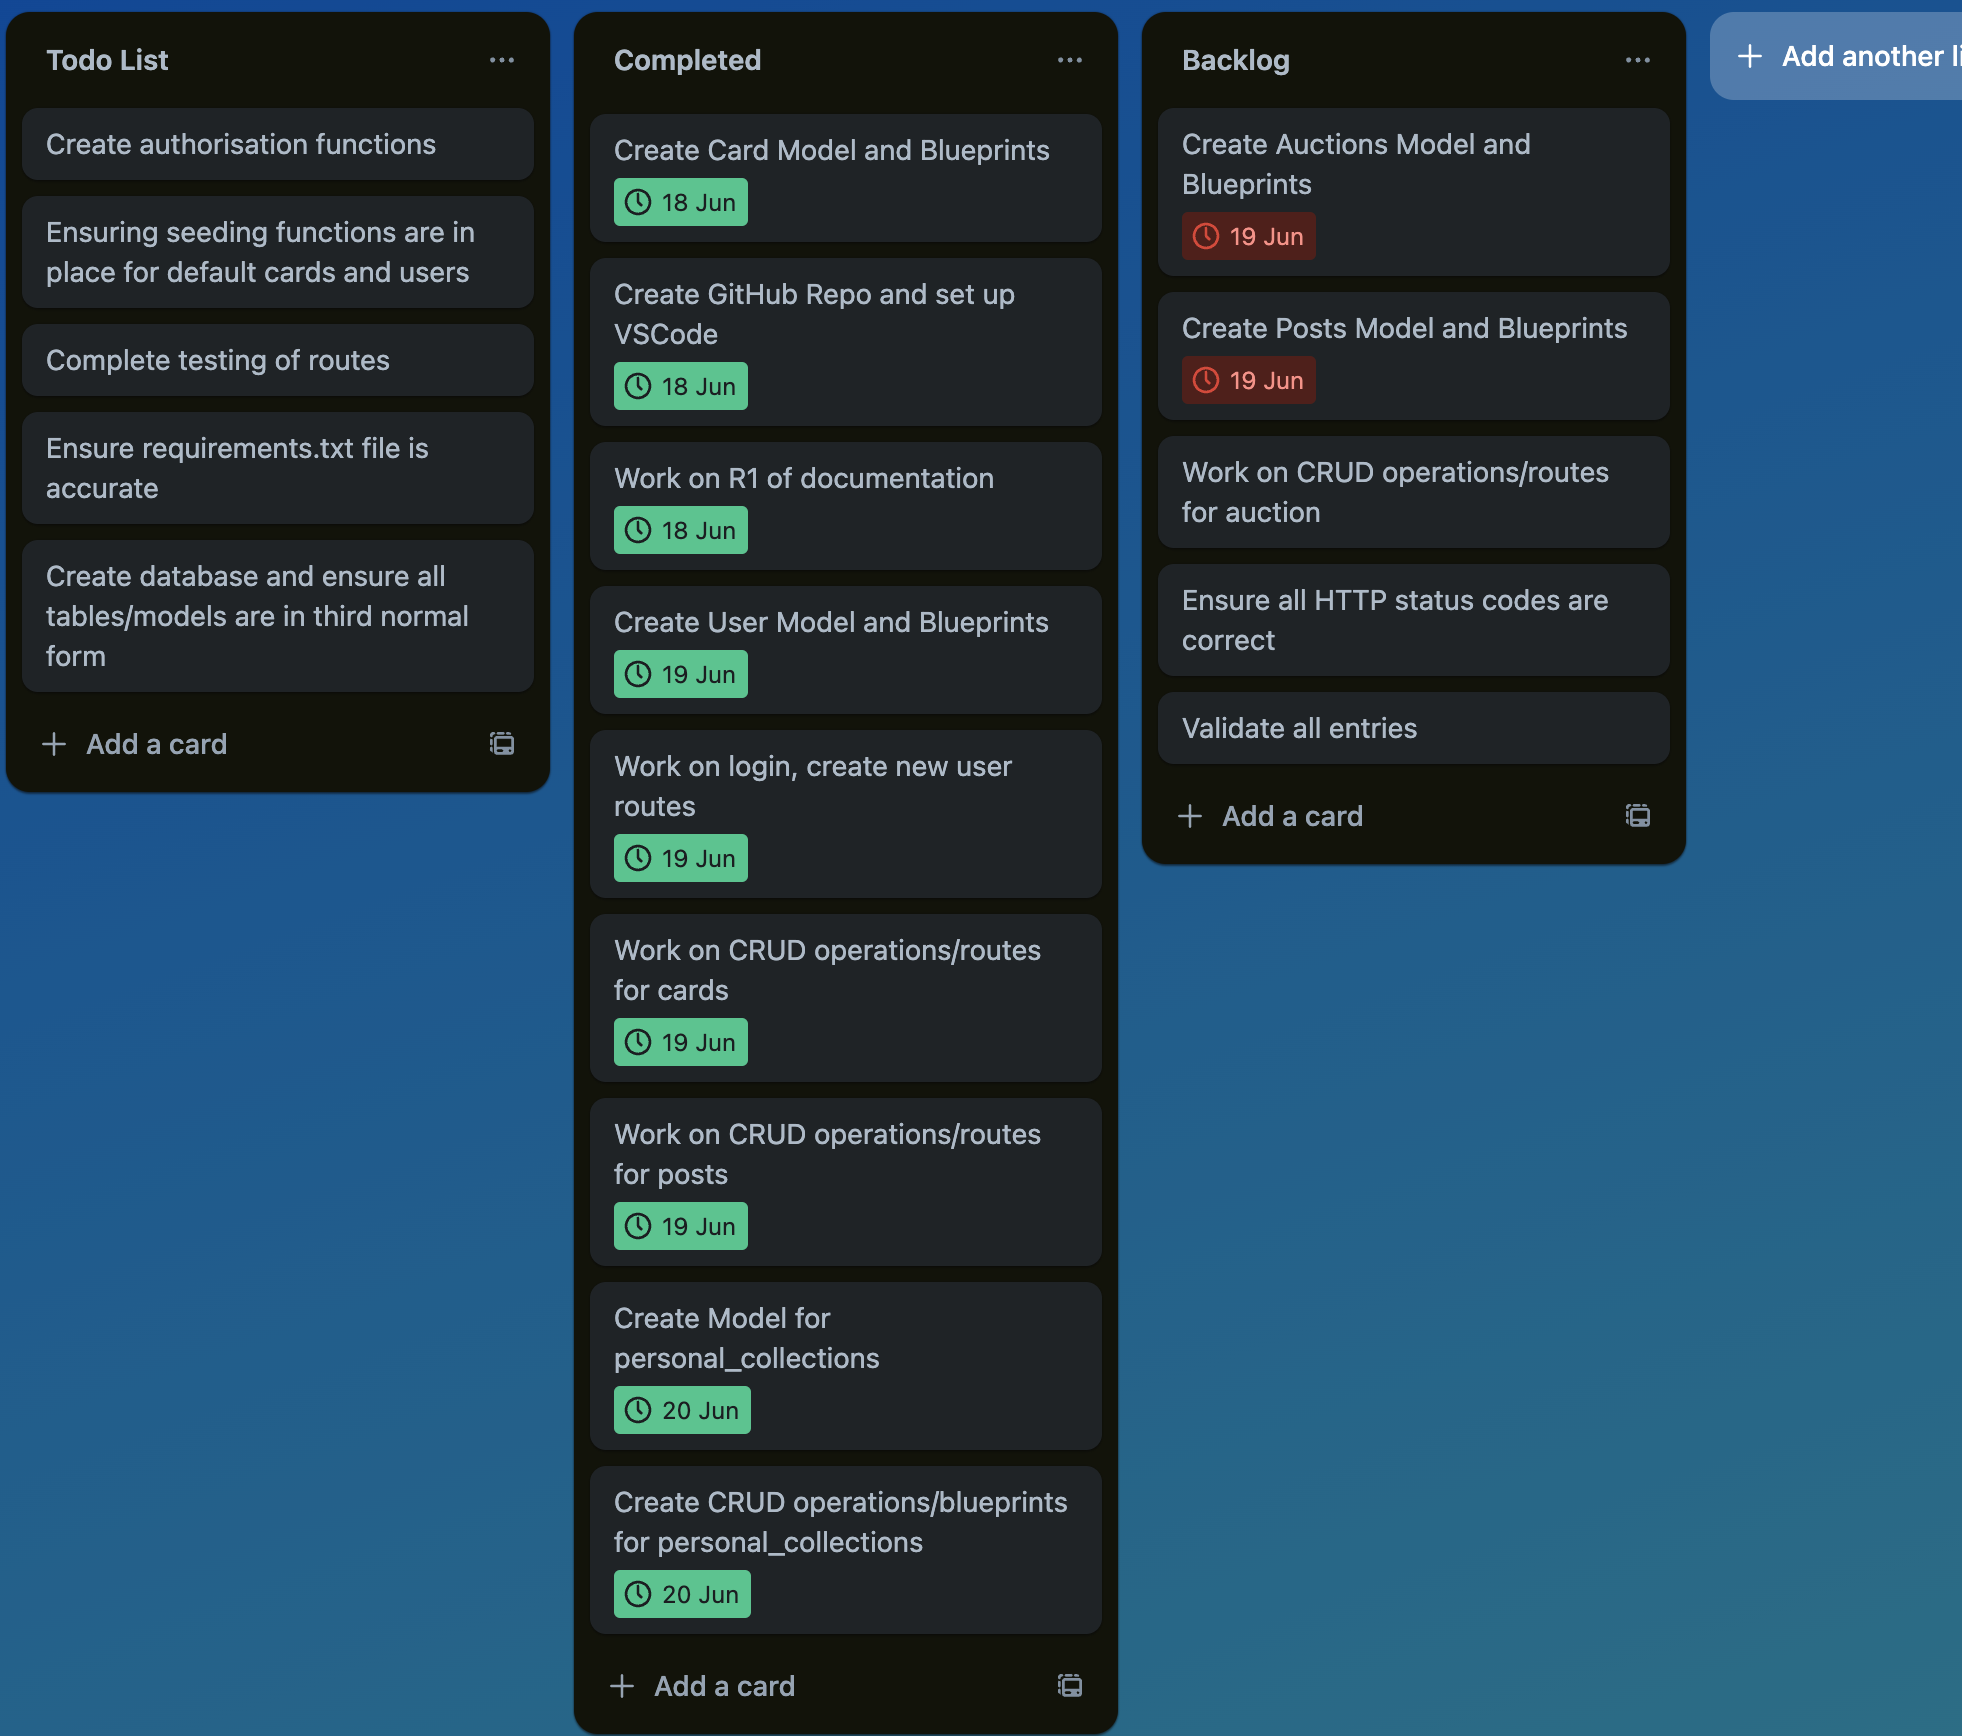 Todo List
Create authorisation functions
Ensuring seeding functions are in
place for default cards and users
Complete testing of routes
Ensure requirements.txt file is
accurate
Create database and ensure all
tables/models are in third normal
form
Add a card
Completed
Create Card Model and Blueprints
18 Jun
Create GitHub Repo and set up
VSCode
18 Jun
Work on R1 of documentation
18 Jun
Create User Model and Blueprints
19 Jun
Work on login, create new user
routes
19 Jun
Work on CRUD operations/routes
for cards
19 Jun
Work on CRUD operations/routes
for posts
19 Jun
Create Model for
personal_collections
20 Jun
Create CRUD operations/blueprints
for personal_collections
20 Jun
Add a card
Backlog
Create Auctions Model and
Blueprints
19 Jun
Create Posts Model and Blueprints
19 Jun
Work on CRUD operations/routes
for auction
Ensure all HTTP status codes are
correct
Validate all entries
Add a card
Add another li